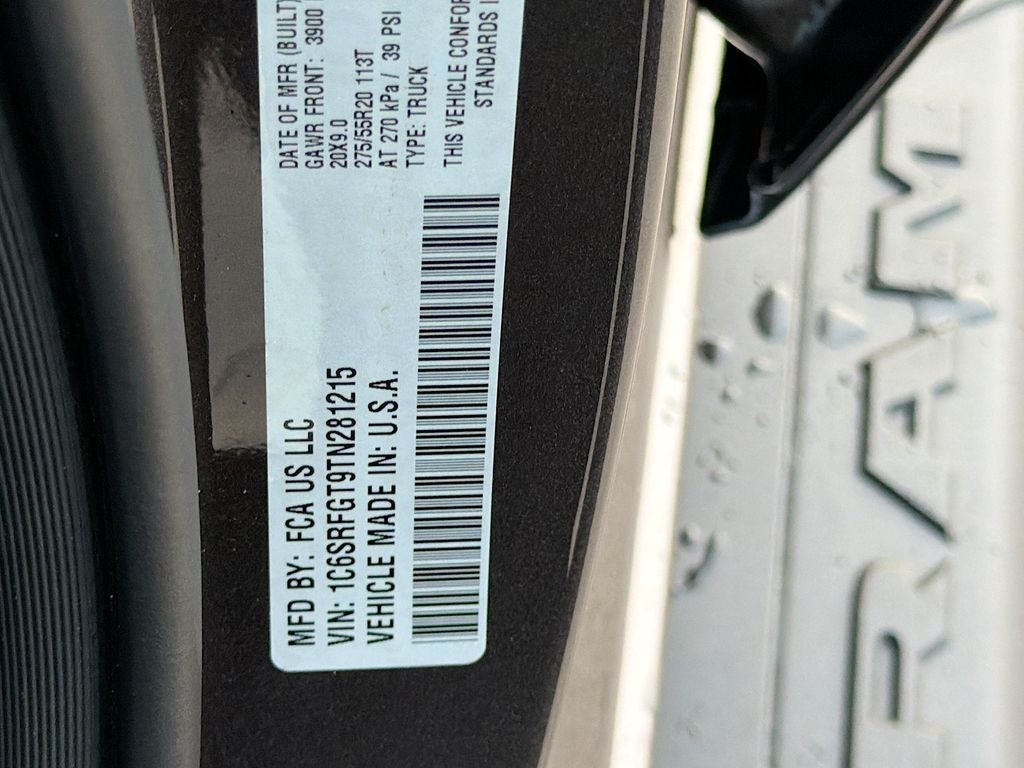 MFD BY: FCA US LLC
VIN: 1C6SRFGT9TN281215
VEHICLE MADE IN: U.S.A.
DATE OF MFR (BUILT)
GAWR FRONT: 3900
20X9.0
275/55R20 113T
AT 270 kPa / 39 PSI
TYPE: TRUCK
THIS VEHICLE CONFOR
STANDARDS I
RAM